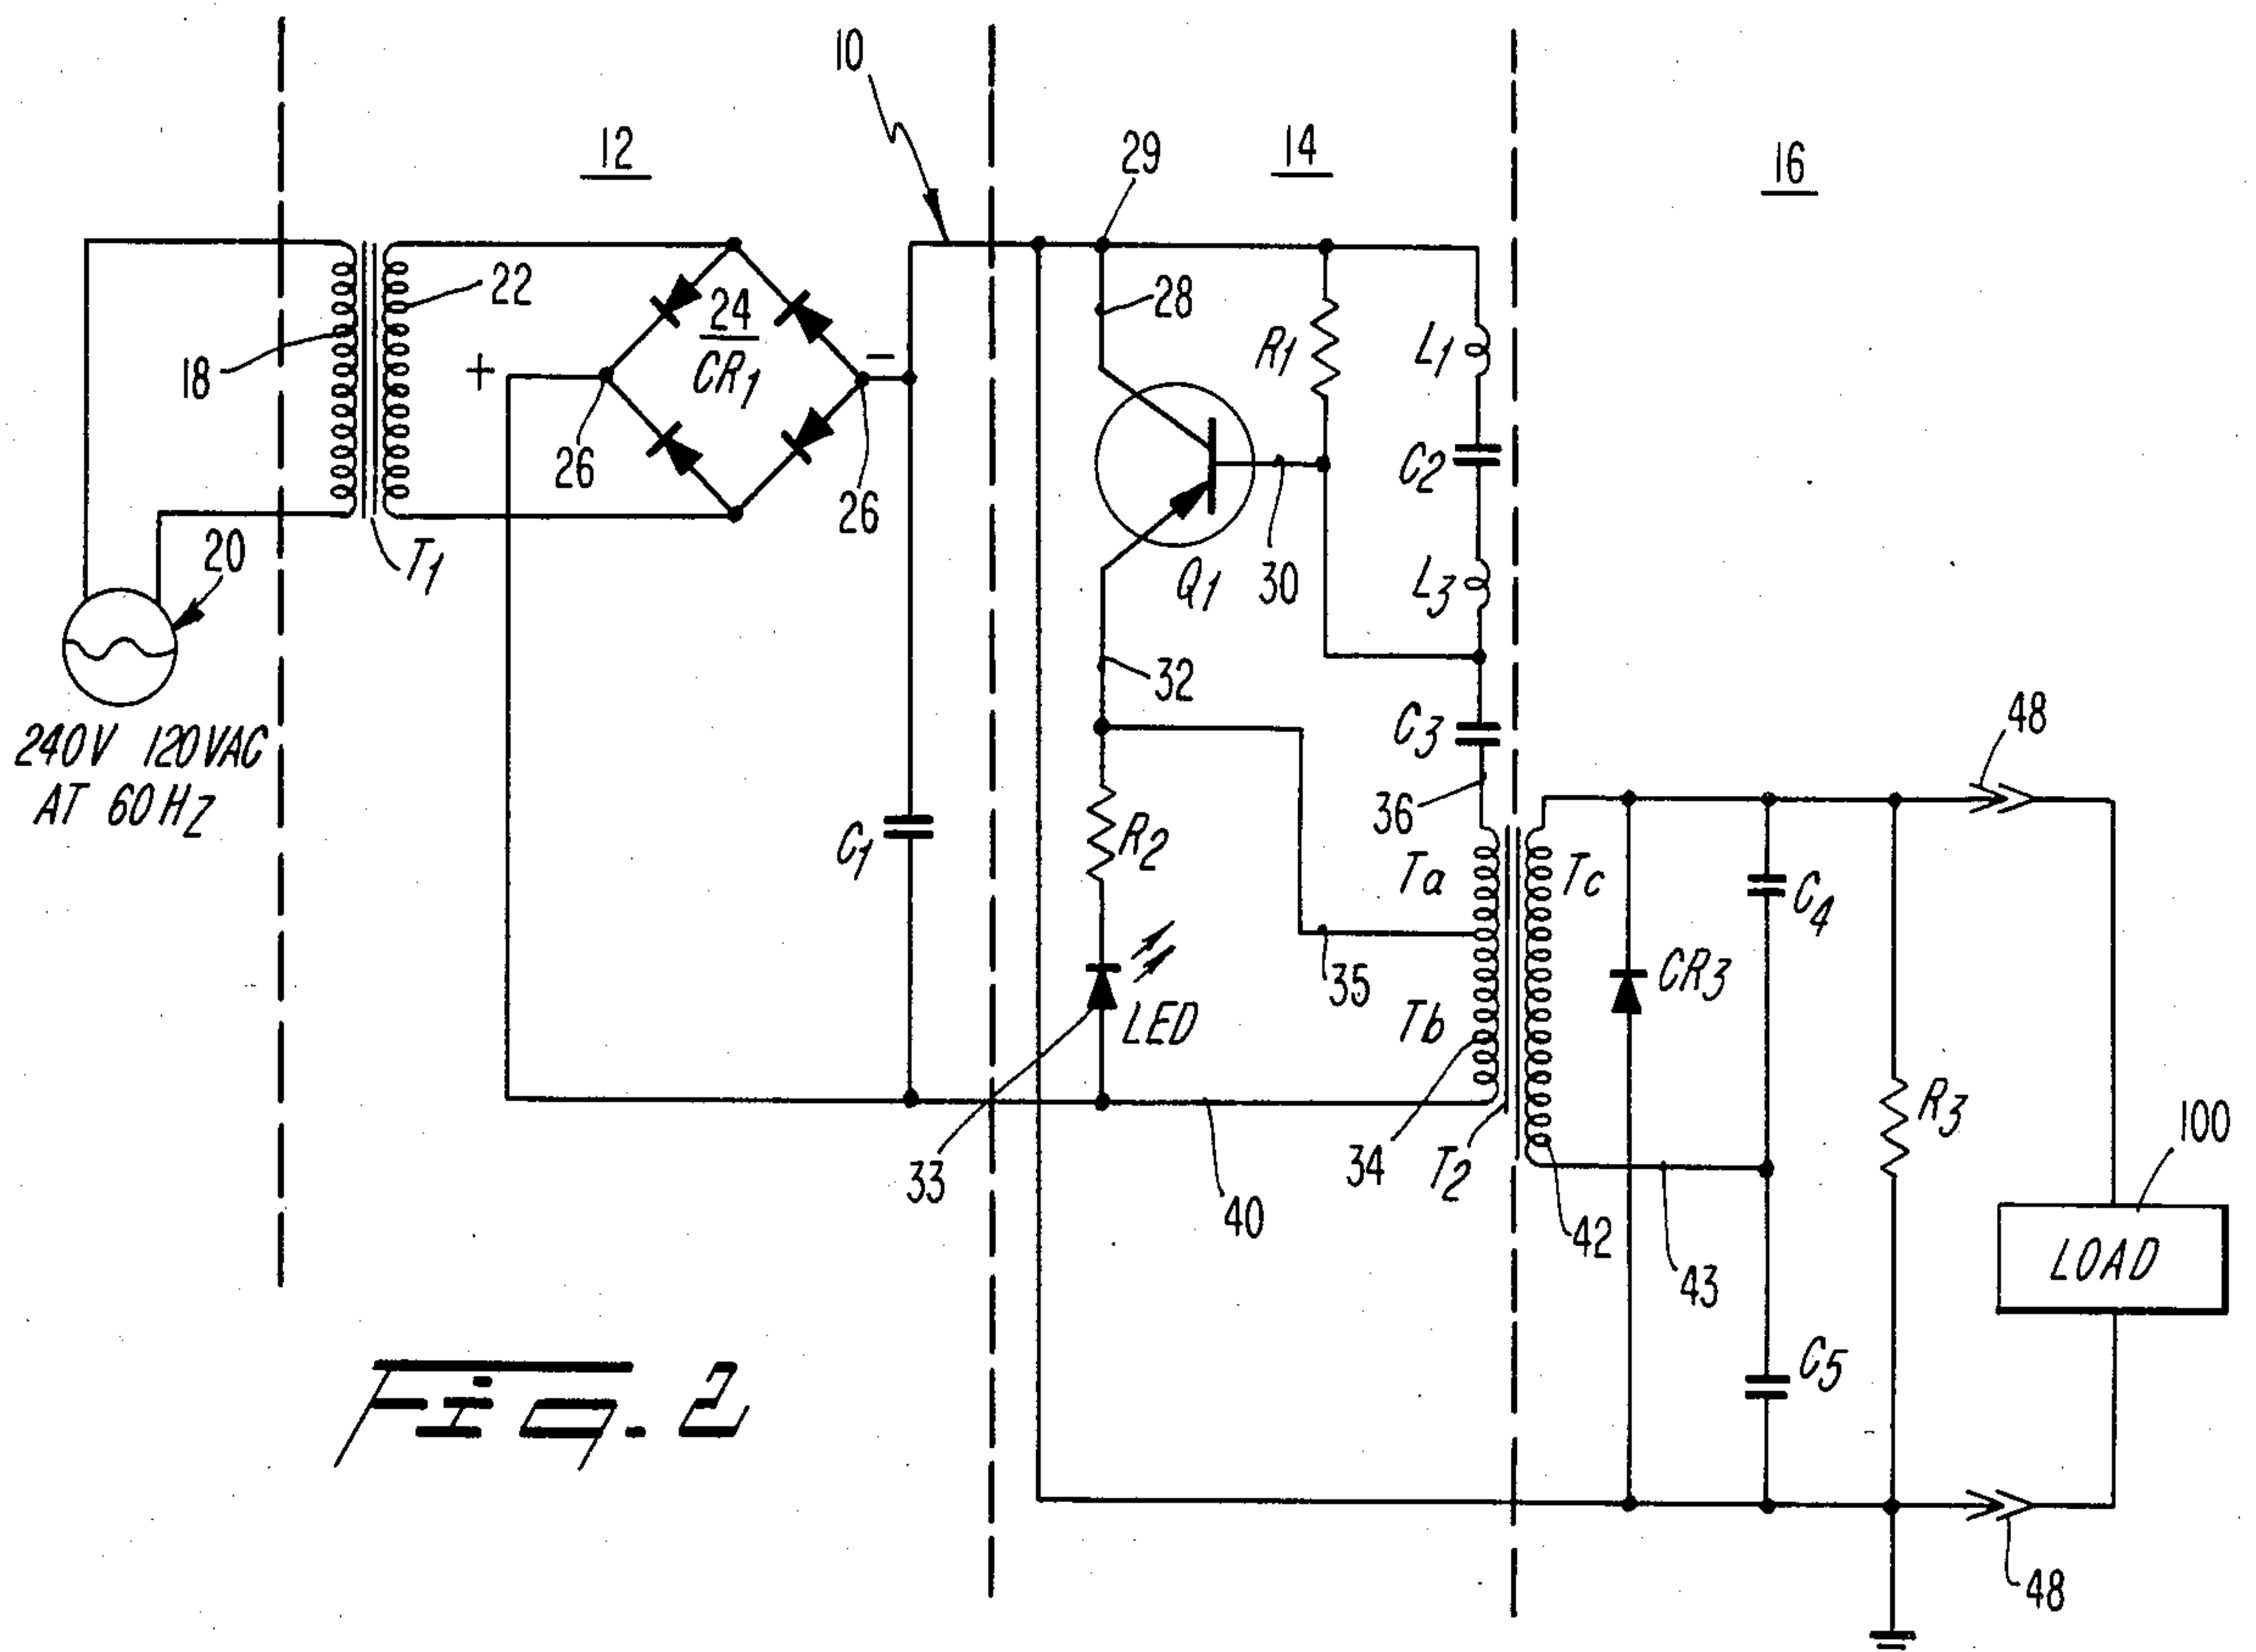 10
12
14
16
29
22
24
CR1
28
R1
L1
18
+
−
26
26
C2
20
T1
Q1
30
L3
32
240V 120VAC
AT 60HZ
C3
48
36
C1
R2
Ta
Tc
C4
35
CR3
LED
Tb
R3
100
33
34
T2
40
42
43
LOAD
C5
Fig. 2
48